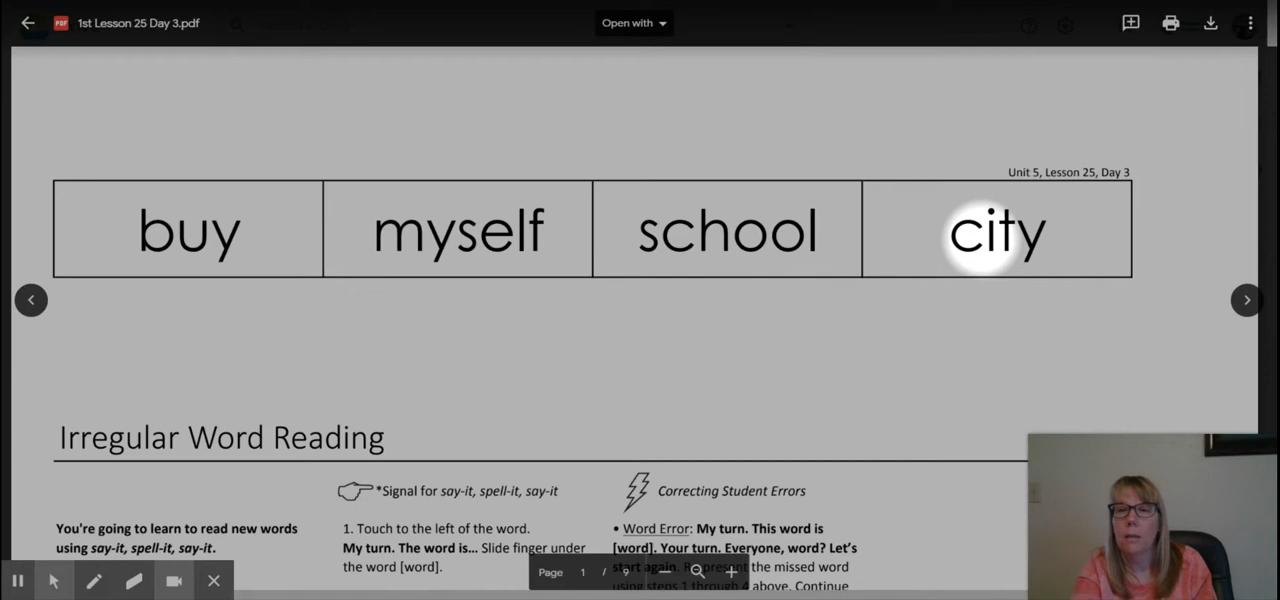 1st Lesson 25 Day 3.pdf
Open with
Unit 5, Lesson 25, Day 3
buy myself school city
Irregular Word Reading
*Signal for say-it, spell-it, say-it
Correcting Student Errors
You're going to learn to read new words
using say-it, spell-it, say-it.
1. Touch to the left of the word.
My turn. The word is... Slide finger under
the word [word].
• Word Error: My turn. This word is
[word]. Your turn. Everyone, word? Let's
start again. the missed word
using steps 1 through 4 above. Continue
Page 1 / 9